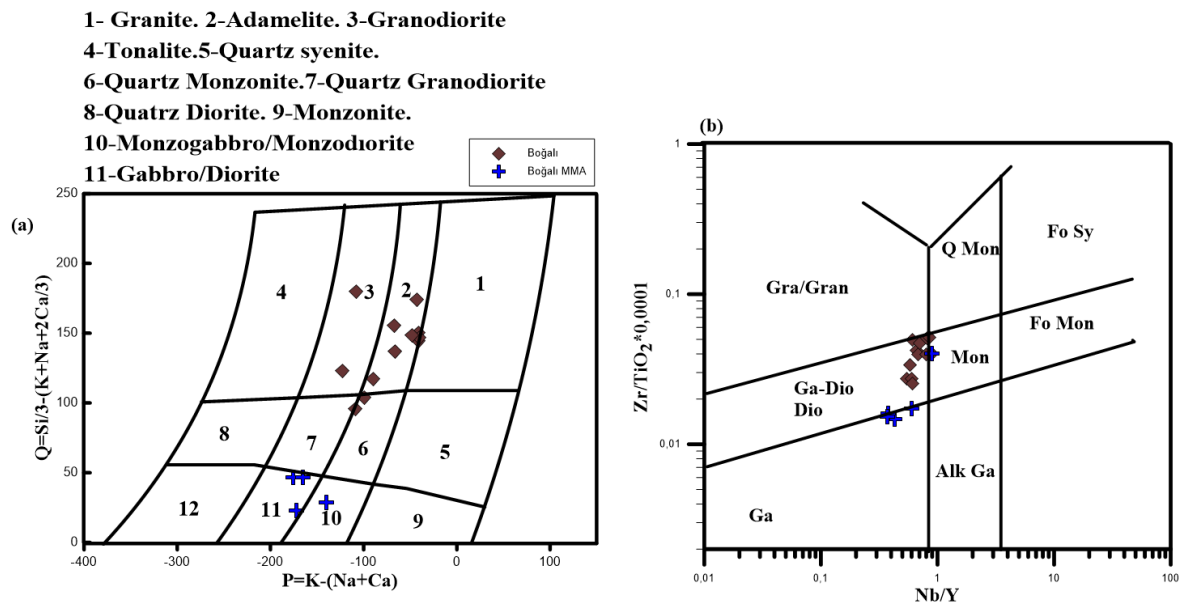 1- Granite. 2-Adamelite. 3-Granodiorite
4-Tonalite.5-Quartz syenite.
6-Quartz Monzonite.7-Quartz Granodiorite
8-Quatrz Diorite. 9-Monzonite.
10-Monzogabbro/Monzodıorite
11-Gabbro/Diorite
Boğalı
Boğalı MMA
(a)
250
200
150
100
50
0
Q=Si/3-(K+Na+2Ca/3)
4
3
2
1
8
7
6
5
12
11
10
9
-400
-300
-200
-100
0
100
P=K-(Na+Ca)
(b)
1
0,1
0,01
Zr/TiO2*0,0001
Q Mon
Fo Sy
Gra/Gran
Fo Mon
Mon
Ga-Dio
Dio
Alk Ga
Ga
0,01
0,1
1
10
100
Nb/Y